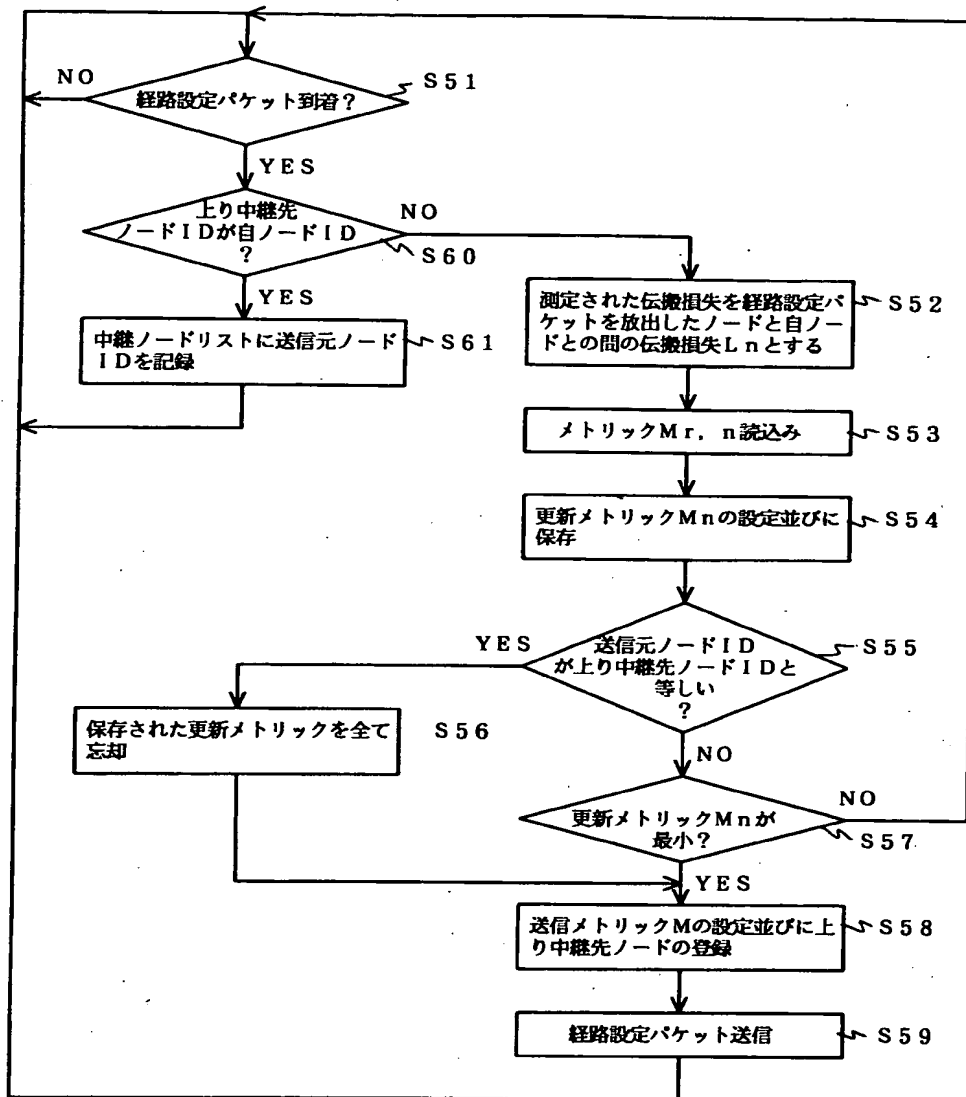 NO
経路設定パケット到着?
S51
YES
上り中継先
ノードIDが自ノードID
?
NO
S60
YES
中継ノードリストに送信元ノード
IDを記録
S61
測定された伝搬損失を経路設定パ
ケットを放出したノードと自ノー
ドとの間の伝搬損失Lnとする
S52
メトリックMr,n読込み
S53
更新メトリックMnの設定並びに
保存
S54
YES
送信元ノードID
が上り中継先ノードIDと
等しい
?
S55
保存された更新メトリックを全て
忘却
S56
NO
更新メトリックMnが
最小?
NO
S57
YES
送信メトリックMの設定並びに上
り中継先ノードの登録
S58
経路設定パケット送信
S59